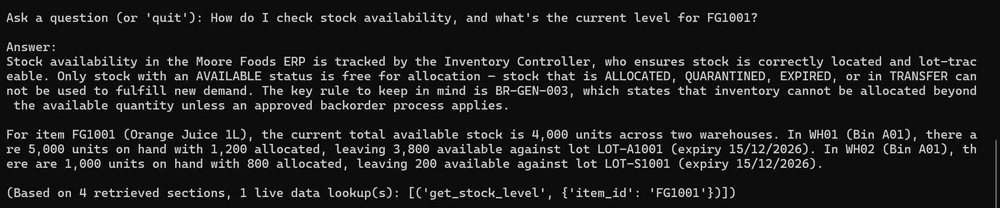 Ask a question (or 'quit'): How do I check stock availability, and what's the current level for FG1001?
Answer:
Stock availability in the Moore Foods ERP is tracked by the Inventory Controller, who ensures stock is correctly located and lot-trac
eable. Only stock with an AVAILABLE status is free for allocation — stock that is ALLOCATED, QUARANTINED, EXPIRED, or in TRANSFER can
not be used to fulfill new demand. The key rule to keep in mind is BR-GEN-003, which states that inventory cannot be allocated beyond
 the available quantity unless an approved backorder process applies.
For item FG1001 (Orange Juice 1L), the current total available stock is 4,000 units across two warehouses. In WH01 (Bin A01), there a
re 5,000 units on hand with 1,200 allocated, leaving 3,800 available against lot LOT-A1001 (expiry 15/12/2026). In WH02 (Bin A01), th
ere are 1,000 units on hand with 800 allocated, leaving 200 available against lot LOT-S1001 (expiry 15/12/2026).
(Based on 4 retrieved sections, 1 live data lookup(s): [('get_stock_level', {'item_id': 'FG1001'})])